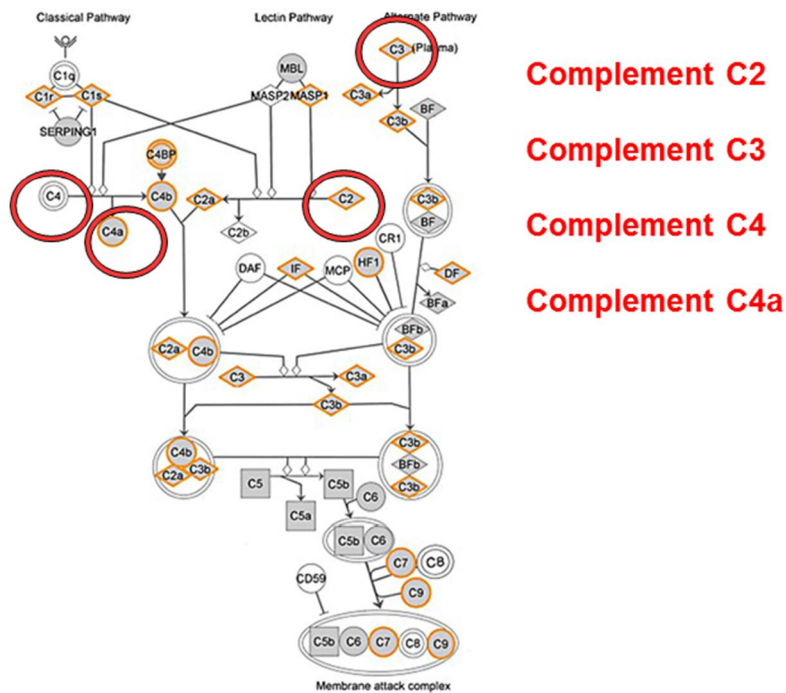 Classical Pathway
Lectin Pathway
Alternate Pathway
C3
(Plasma)
C1q
MBL
C1r
C1s
MASP2
MASP1
C3a
SERPING1
C3b
BF
Complement C2
Complement C3
Complement C4
Complement C4a
C4BP
C4
C4b
C2a
C2
C3b
BF
C4a
C2b
CR1
DAF
IF
MCP
HF1
DF
BFa
C2a
C4b
BFb
C3b
C3
C3a
C3b
C4b
C2a
C3b
C3b
BFb
C3b
C5
C5b
C6
C5a
C5b
C6
C7
C8
CD59
C9
C5b
C6
C7
C8
C9
Membrane attack complex